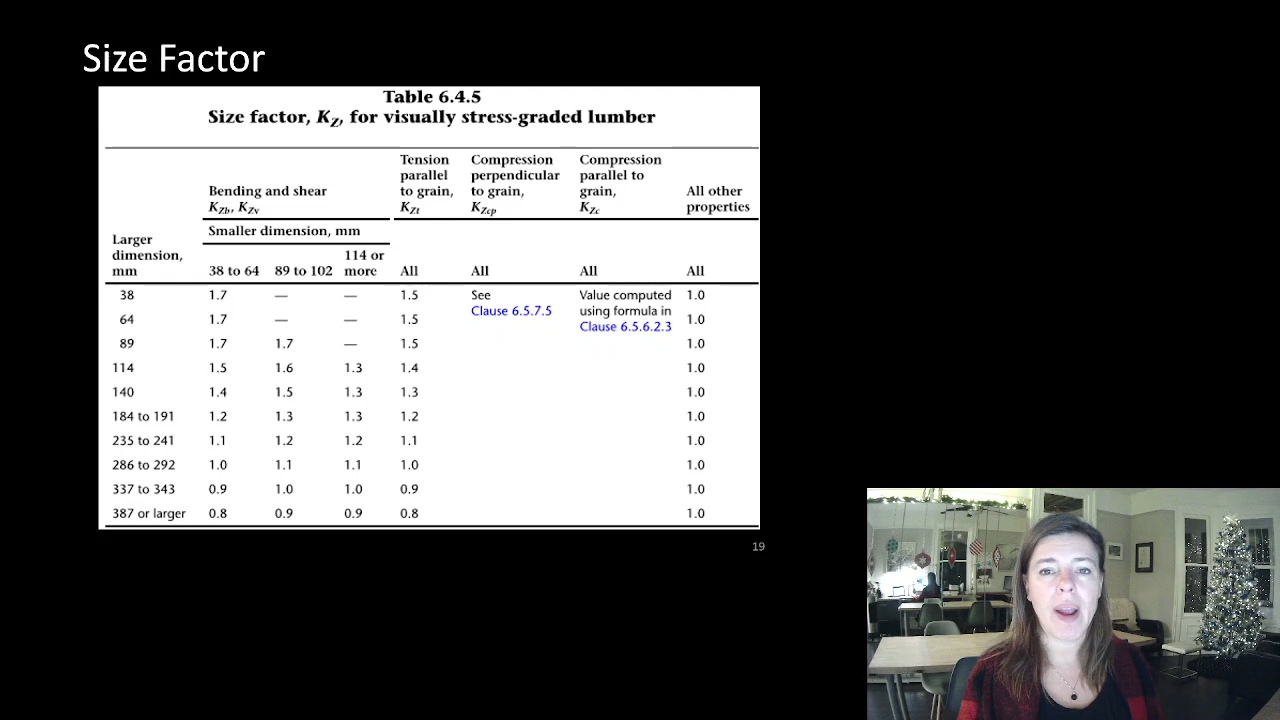 Size Factor
Table 6.4.5
Size factor, KZ, for visually stress-graded lumber
Larger dimension, mm
Bending and shear KZb, KZv
Smaller dimension, mm
38 to 64 89 to 102 114 or more
Tension parallel to grain, KZt
All
Compression perpendicular to grain, KZcp
All
Compression parallel to grain, KZc
All
All other properties
All
38 1.7 — — 1.5 See Clause 6.5.7.5 Value computed using formula in Clause 6.5.6.2.3 1.0
64 1.7 — — 1.5 1.0
89 1.7 1.7 — 1.5 1.0
114 1.5 1.6 1.3 1.4 1.0
140 1.4 1.5 1.3 1.3 1.0
184 to 191 1.2 1.3 1.3 1.2 1.0
235 to 241 1.1 1.2 1.2 1.1 1.0
286 to 292 1.0 1.1 1.1 1.0 1.0
337 to 343 0.9 1.0 1.0 0.9 1.0
387 or larger 0.8 0.9 0.9 0.8 1.0
19